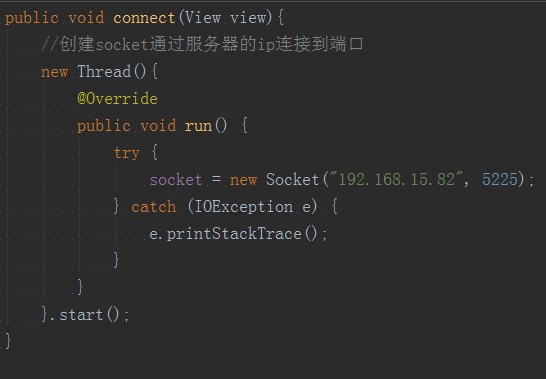 public void connect(View view){
//创建socket通过服务器的ip连接到端口
new Thread(){
@Override
public void run() {
try {
socket = new Socket("192.168.15.82", 5225);
} catch (IOException e) {
e.printStackTrace();
}
}
}.start();
}